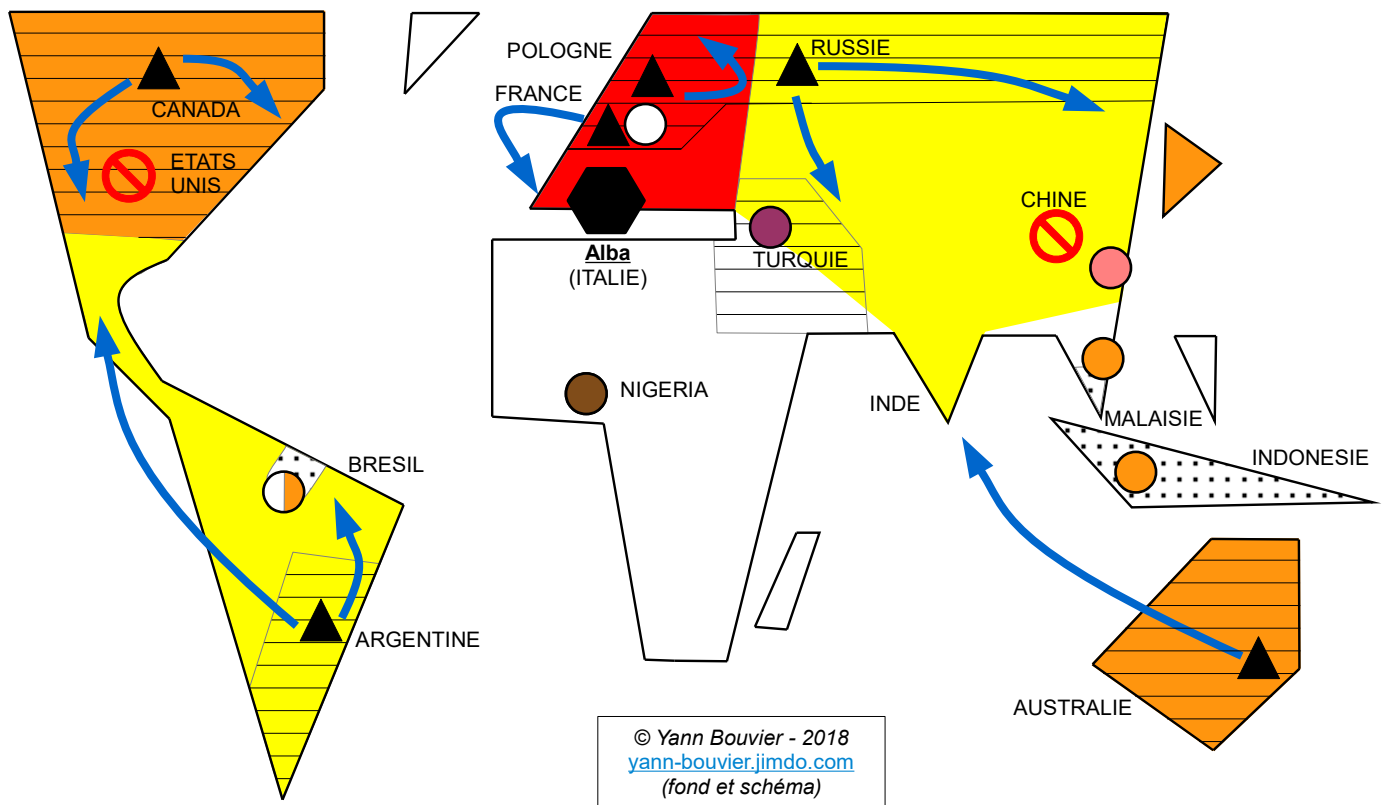 POLOGNE
RUSSIE
FRANCE
CANADA
ETATS
UNIS
CHINE
Alba
(ITALIE)
TURQUIE
NIGERIA
INDE
MALAISIE
BRESIL
INDONESIE
ARGENTINE
AUSTRALIE
© Yann Bouvier - 2018
yann-bouvier.jimdo.com
(fond et schéma)